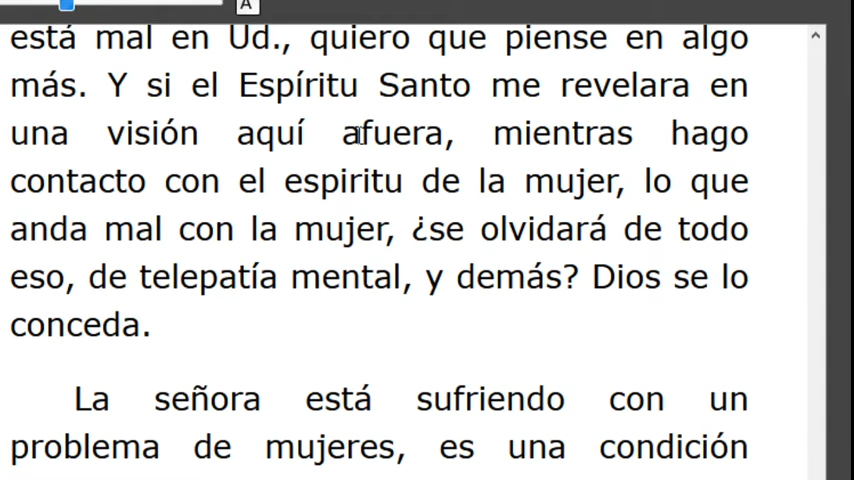 A
está mal en Ud., quiero que piense en algo
más. Y si el Espíritu Santo me revelara en
una visión aquí afuera, mientras hago
contacto con el espiritu de la mujer, lo que
anda mal con la mujer, ¿se olvidará de todo
eso, de telepatía mental, y demás? Dios se lo
conceda.
La señora está sufriendo con un
problema de mujeres, es una condición